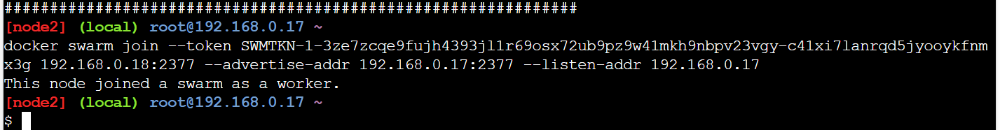 ###############################################################
[node2] (local) root@192.168.0.17 ~
docker swarm join --token SWMTKN-1-3ze7zcqe9fujh4393jl1r69osx72ub9pz9w41mkh9nbpv23vgy-c41xi7lanrqd5jyooykfnm
x3g 192.168.0.18:2377 --advertise-addr 192.168.0.17:2377 --listen-addr 192.168.0.17
This node joined a swarm as a worker.
[node2] (local) root@192.168.0.17 ~
$